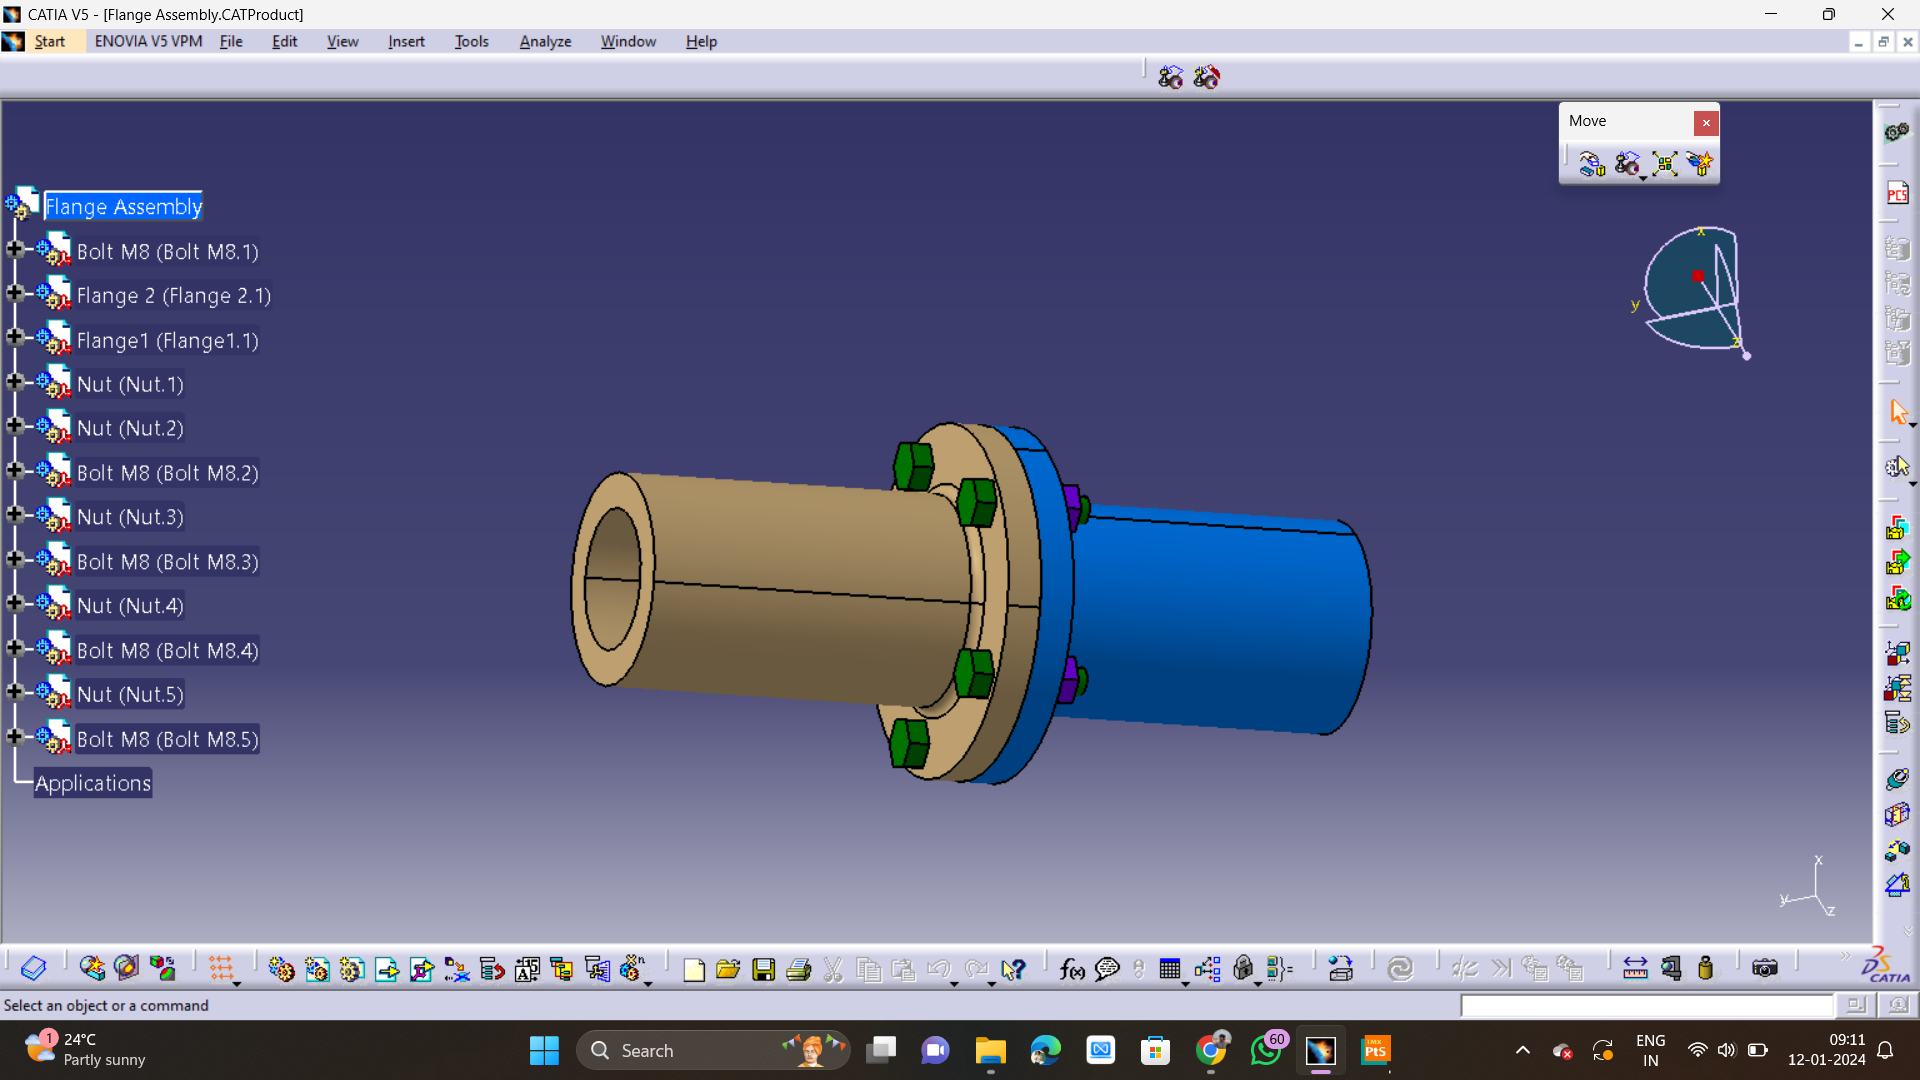 CATIA V5 - [Flange Assembly.CATProduct]
Start ENOVIA V5 VPM File Edit View Insert Tools Analyze Window Help
Move
PCS
x
y
z
Flange Assembly
Bolt M8 (Bolt M8.1)
Flange 2 (Flange 2.1)
Flange1 (Flange1.1)
Nut (Nut.1)
Nut (Nut.2)
Bolt M8 (Bolt M8.2)
Nut (Nut.3)
Bolt M8 (Bolt M8.3)
Nut (Nut.4)
Bolt M8 (Bolt M8.4)
Nut (Nut.5)
Bolt M8 (Bolt M8.5)
Applications
x
y
z
f(x)
CATIA
Select an object or a command
1
24°C
Partly sunny
Search
60
TMX
PtS
ENG
IN
09:11
12-01-2024